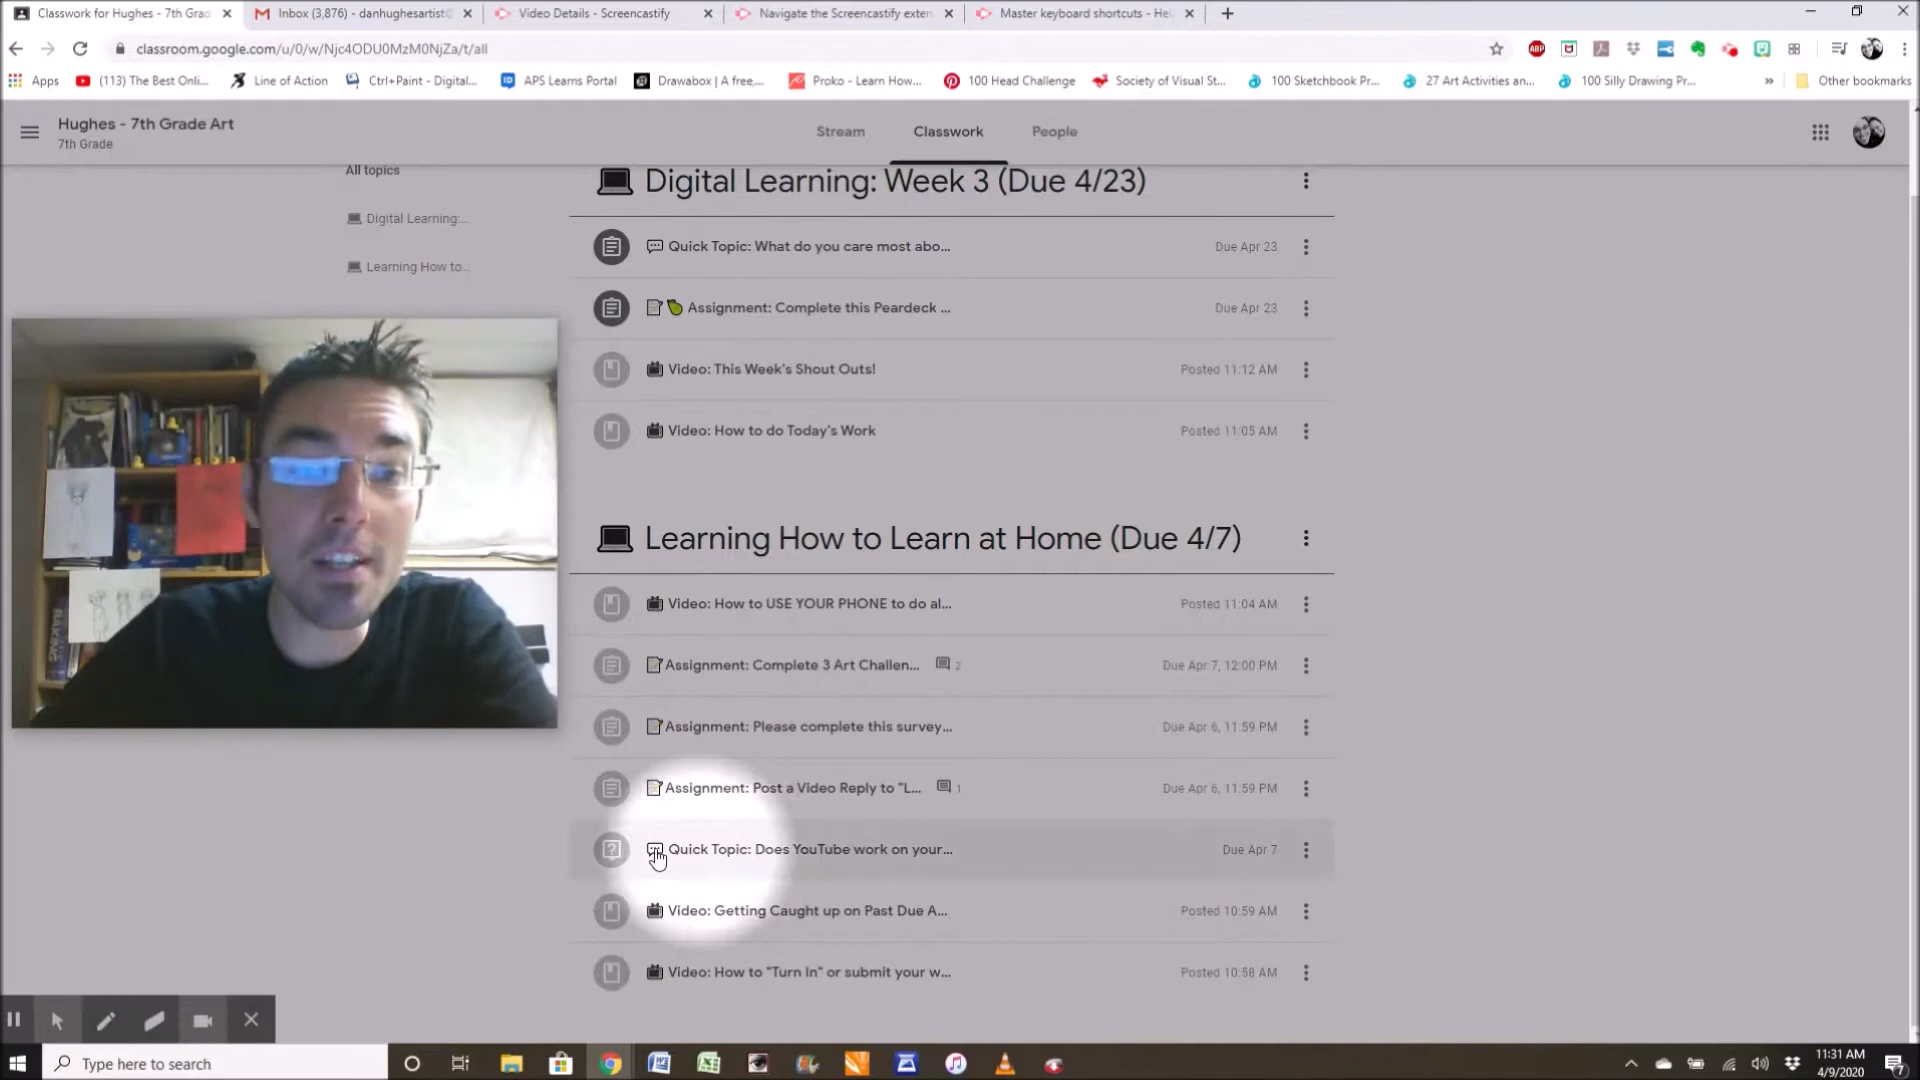 Classwork for Hughes - 7th Grad
Inbox (3,876) - danhughesartist@
Video Details - Screencastify
Navigate the Screencastify exten
Master keyboard shortcuts - Hel
classroom.google.com/u/0/w/Njc4ODU0MzM0NjZa/t/all
ABP
Apps
(113) The Best Onli...
Line of Action
Ctrl+Paint - Digital...
APS Learns Portal
Drawabox | A free,...
Proko - Learn How...
100 Head Challenge
Society of Visual St...
100 Sketchbook Pr...
27 Art Activities an...
100 Silly Drawing Pr...
»
Other bookmarks
Hughes - 7th Grade Art
7th Grade
Stream
Classwork
People
All topics
Digital Learning:...
Learning How to...
Digital Learning: Week 3 (Due 4/23)
Quick Topic: What do you care most abo... Due Apr 23
Assignment: Complete this Peardeck ... Due Apr 23
Video: This Week's Shout Outs! Posted 11:12 AM
Video: How to do Today's Work Posted 11:05 AM
Learning How to Learn at Home (Due 4/7)
Video: How to USE YOUR PHONE to do al... Posted 11:04 AM
Assignment: Complete 3 Art Challen... 2 Due Apr 7, 12:00 PM
Assignment: Please complete this survey... Due Apr 6, 11:59 PM
Assignment: Post a Video Reply to "L... 1 Due Apr 6, 11:59 PM
Quick Topic: Does YouTube work on your... Due Apr 7
Video: Getting Caught up on Past Due A... Posted 10:59 AM
Video: How to "Turn In" or submit your w... Posted 10:58 AM
BAKING
Type here to search
11:31 AM
4/9/2020
7